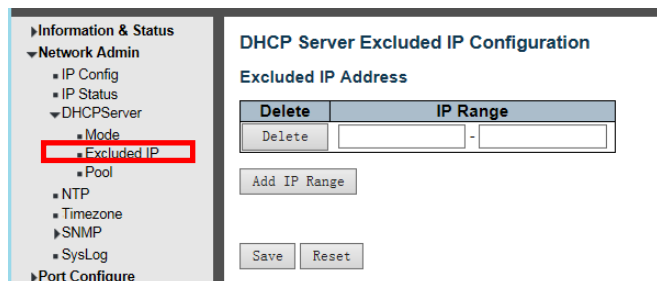 Information & Status
Network Admin
IP Config
IP Status
DHCPServer
Mode
Excluded IP
Pool
NTP
Timezone
SNMP
SysLog
Port Configure
DHCP Server Excluded IP Configuration
Excluded IP Address
Delete IP Range
Delete -
Add IP Range
Save Reset